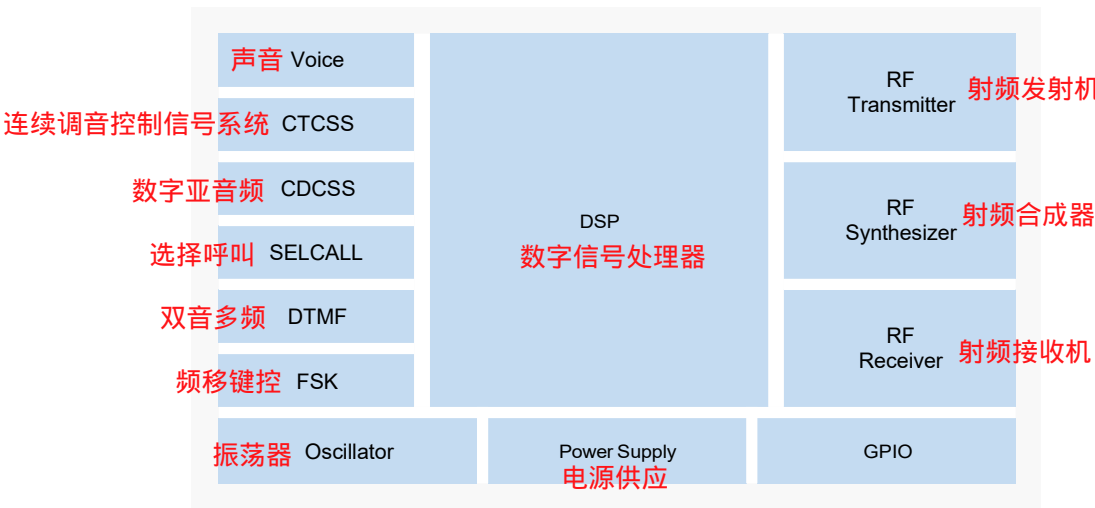 声音 Voice
连续调音控制信号系统 CTCSS
数字亚音频 CDCSS
选择呼叫 SELCALL
双音多频 DTMF
频移键控 FSK
DSP
数字信号处理器
RF
Transmitter
射频发射机
RF
Synthesizer
射频合成器
RF
Receiver
射频接收机
振荡器 Oscillator
Power Supply
电源供应
GPIO